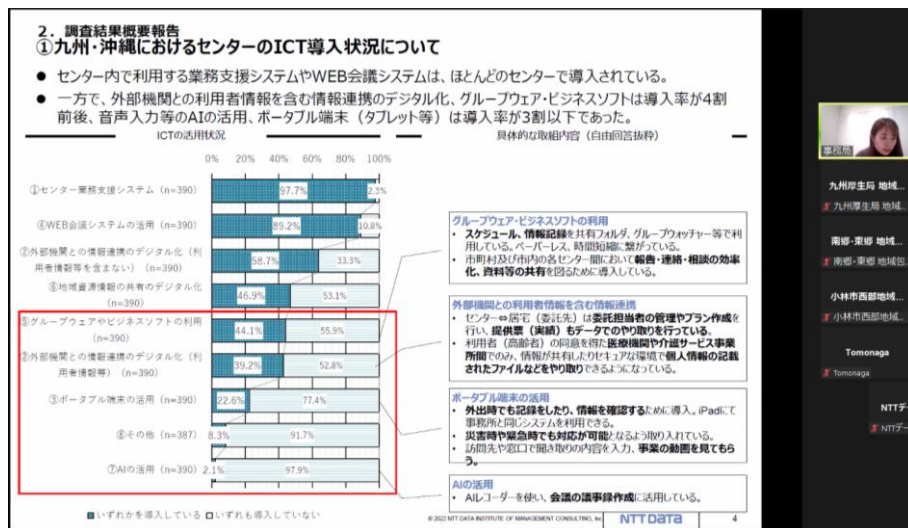 2．調査結果概要報告
①九州・沖縄におけるセンターのICT導入状況について
● センター内で利用する業務支援システムやWEB会議システムは、ほとんどのセンターで導入されている。
● 一方で、外部機関との利用者情報を含む情報連携のデジタル化、グループウェア・ビジネスソフトは導入率が4割
前後、音声入力等のAIの活用、ポータブル端末（タブレット等）は導入率が3割以下であった。
ICTの活用状況
0% 20% 40% 60% 80% 100%
①センター業務支援システム（n=390） 97.7% 2.3%
④WEB会議システムの活用（n=390） 89.2% 10.8%
②外部機関との情報連携のデジタル化（利
用者情報等を含まない）（n=390） 58.7% 33.3%
⑥地域資源情報の共有のデジタル化
（n=390） 46.9% 53.1%
⑤グループウェアやビジネスソフトの利用
（n=390） 44.1% 55.9%
②外部機関との情報連携のデジタル化（利
用者情報等）（n=390） 39.2% 52.8%
③ポータブル端末の活用（n=390） 22.6% 77.4%
⑧その他（n=387） 8.3% 91.7%
⑦AIの活用（n=390） 2.1% 97.9%
■いずれかを導入している □いずれも導入していない
具体的な取組内容（自由回答抜粋）
グループウェア・ビジネスソフトの利用
• スケジュール、情報記録を共有フォルダ、グループウォッチャー等で利
用している。ペーパーレス、時間短縮に繋がっている。
• 市町村及び市内の各センター間において報告・連絡・相談の効率
化、資料等の共有を図るために導入している。
外部機関との利用者情報を含む情報連携
• センター⇔居宅（委託先）は委託担当者の管理やプラン作成を
行い、提供票（実績）もデータでのやり取りを行っている。
• 利用者（高齢者）の同意を得た医療機関や介護サービス事業
所間でのみ、情報が共有したりセキュアな環境で個人情報の記載
されたファイルなどをやり取りできるようになっている。
ポータブル端末の活用
• 外出時でも記録をしたり、情報を確認するために導入。iPadにて
事務所と同じシステムを利用できる。
• 災害時や緊急時でも対応が可能となるよう取り入れている。
• 訪問先や窓口で聞き取りの内容を入力、事業の動画を見てもら
う。
AIの活用
• AIレコーダーを使い、会議の議事録作成に活用している。
© 2022 NTT DATA INSTITUTE OF MANAGEMENT CONSULTING, Inc.
NTT DATA
4
事務局
九州厚生局 地域...
九州厚生局 地域...
南郷・東郷 地域...
南郷・東郷 地域包...
小林市西部地域...
小林市西部地域...
Tomonaga
Tomonaga
NTTデー
NTTデー